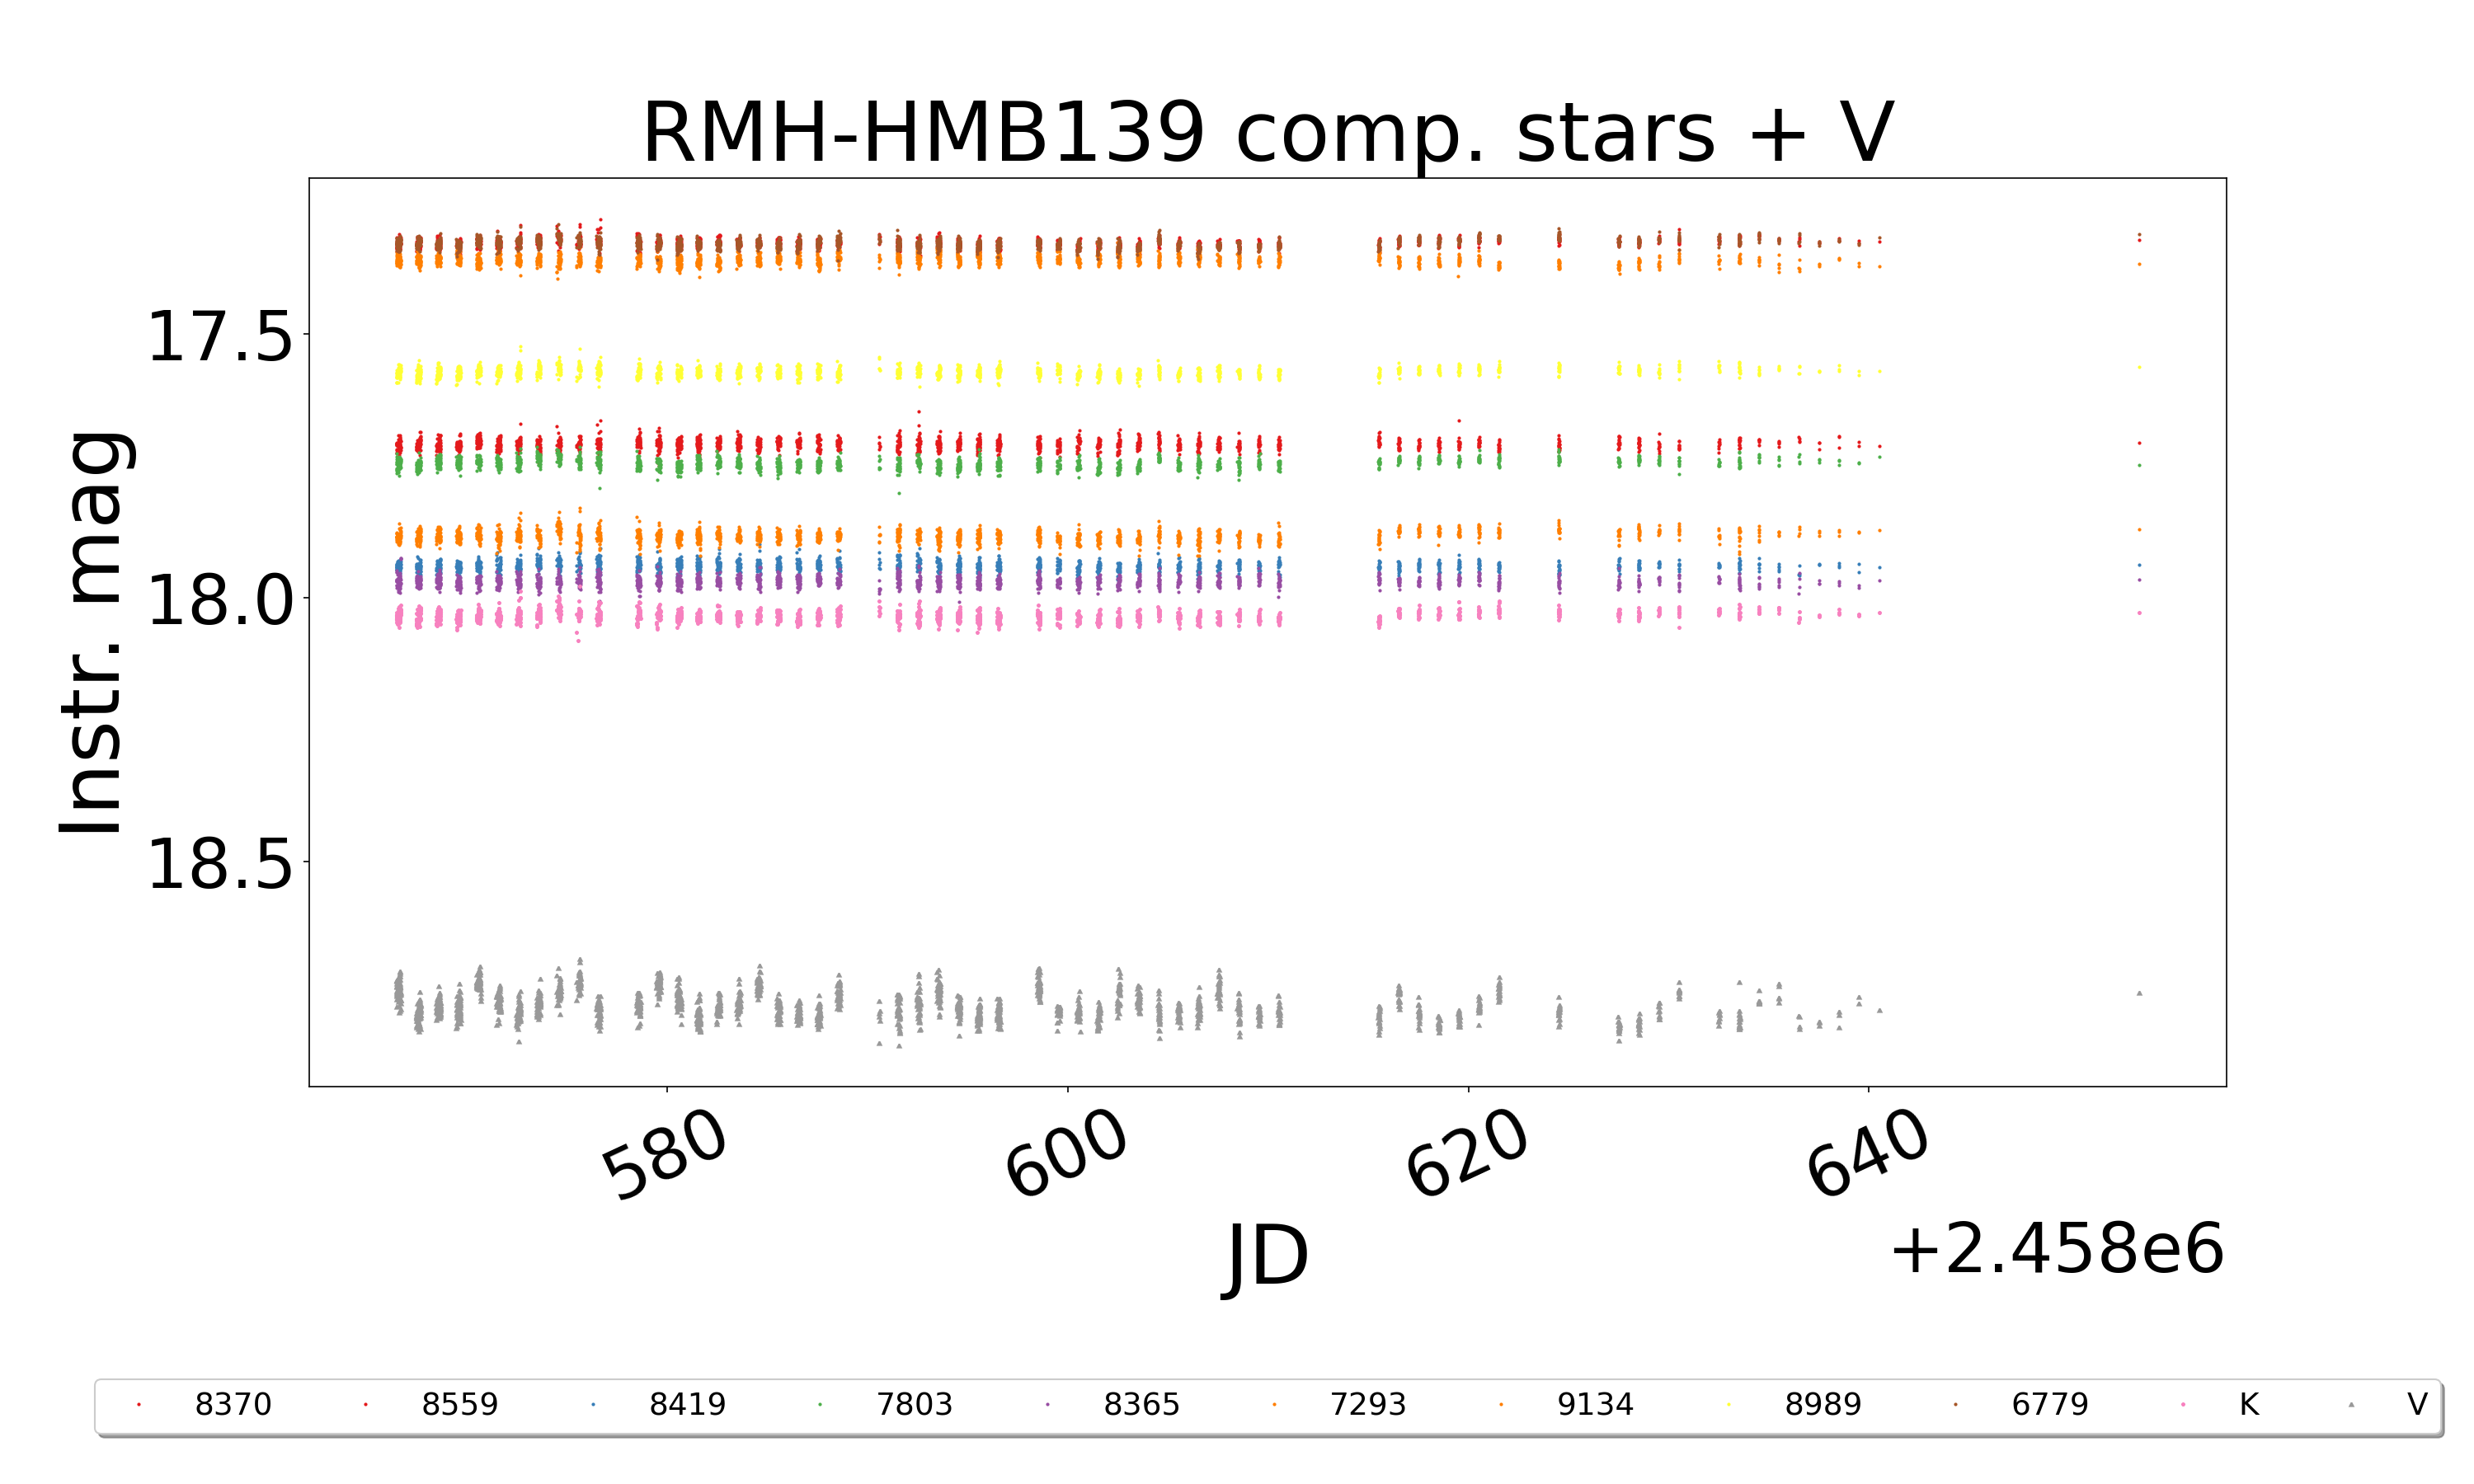 RMH-HMB139 comp. stars + V
Instr. mag
17.5
18.0
18.5
580 600 620 640
JD
+2.458e6
8370 8559 8419 7803 8365 7293 9134 8989 6779 K V